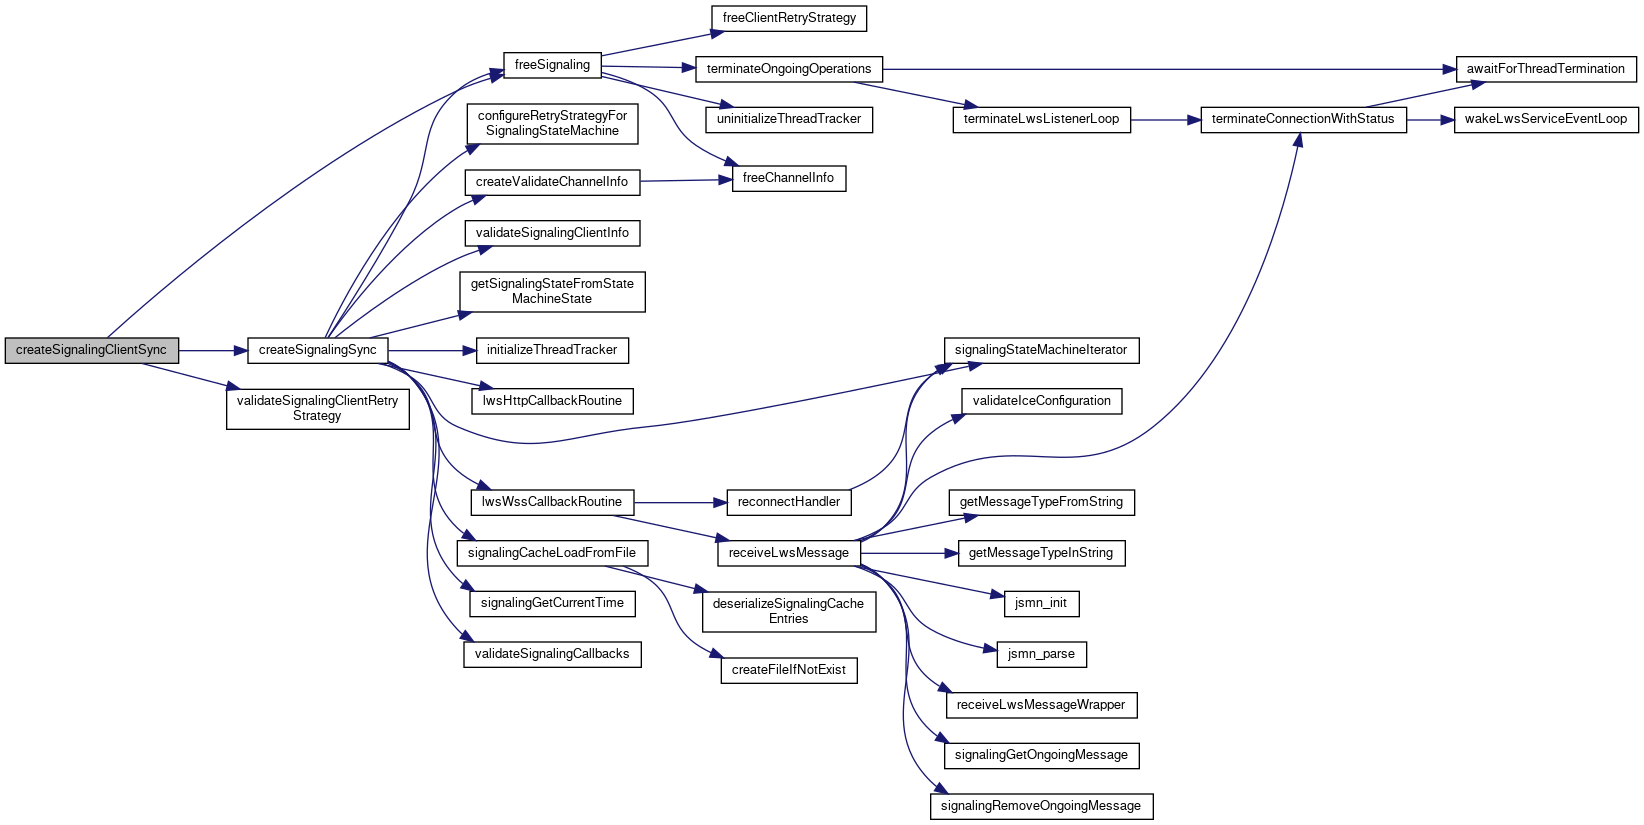 freeClientRetryStrategy
freeSignaling
terminateOngoingOperations
awaitForThreadTermination
configureRetryStrategyFor
SignalingStateMachine
uninitializeThreadTracker
terminateLwsListenerLoop
terminateConnectionWithStatus
wakeLwsServiceEventLoop
createValidateChannelInfo
freeChannelInfo
validateSignalingClientInfo
getSignalingStateFromState
MachineState
createSignalingClientSync
createSignalingSync
initializeThreadTracker
signalingStateMachineIterator
validateSignalingClientRetry
Strategy
lwsHttpCallbackRoutine
validateIceConfiguration
lwsWssCallbackRoutine
reconnectHandler
getMessageTypeFromString
signalingCacheLoadFromFile
receiveLwsMessage
getMessageTypeInString
signalingGetCurrentTime
deserializeSignalingCache
Entries
jsmn_init
validateSignalingCallbacks
createFileIfNotExist
jsmn_parse
receiveLwsMessageWrapper
signalingGetOngoingMessage
signalingRemoveOngoingMessage